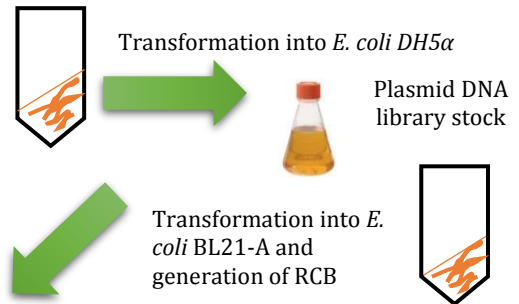 Transformation into E. coli DH5α
Plasmid DNA
library stock
Transformation into E.
coli BL21-A and
generation of RCB